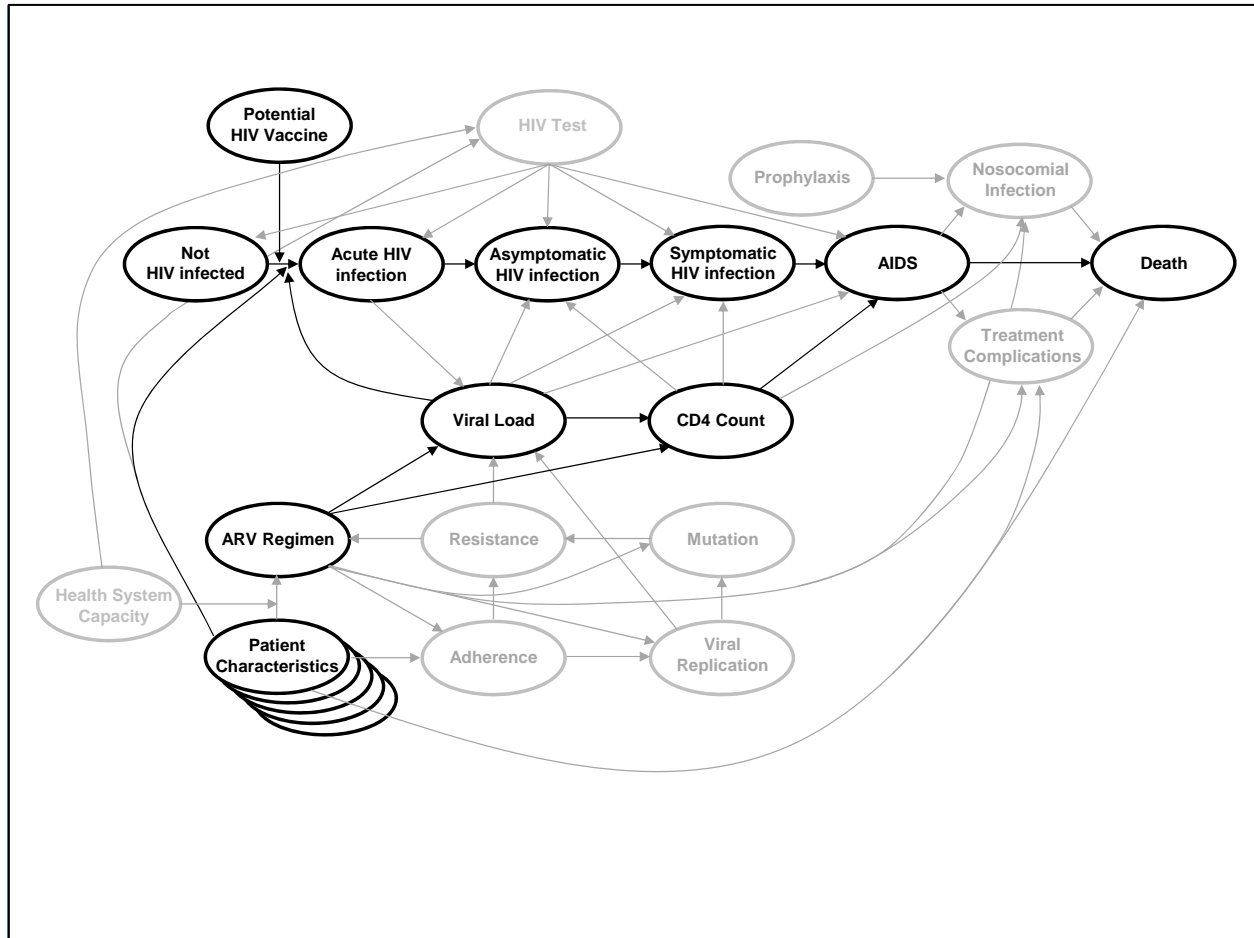 Potential
HIV Vaccine
HIV Test
Prophylaxis
Nosocomial
Infection
Not
HIV infected
Acute HIV
infection
Asymptomatic
HIV infection
Symptomatic
HIV infection
AIDS
Death
Treatment
Complications
Viral Load
CD4 Count
ARV Regimen
Resistance
Mutation
Health System
Capacity
Patient
Characteristics
Adherence
Viral
Replication